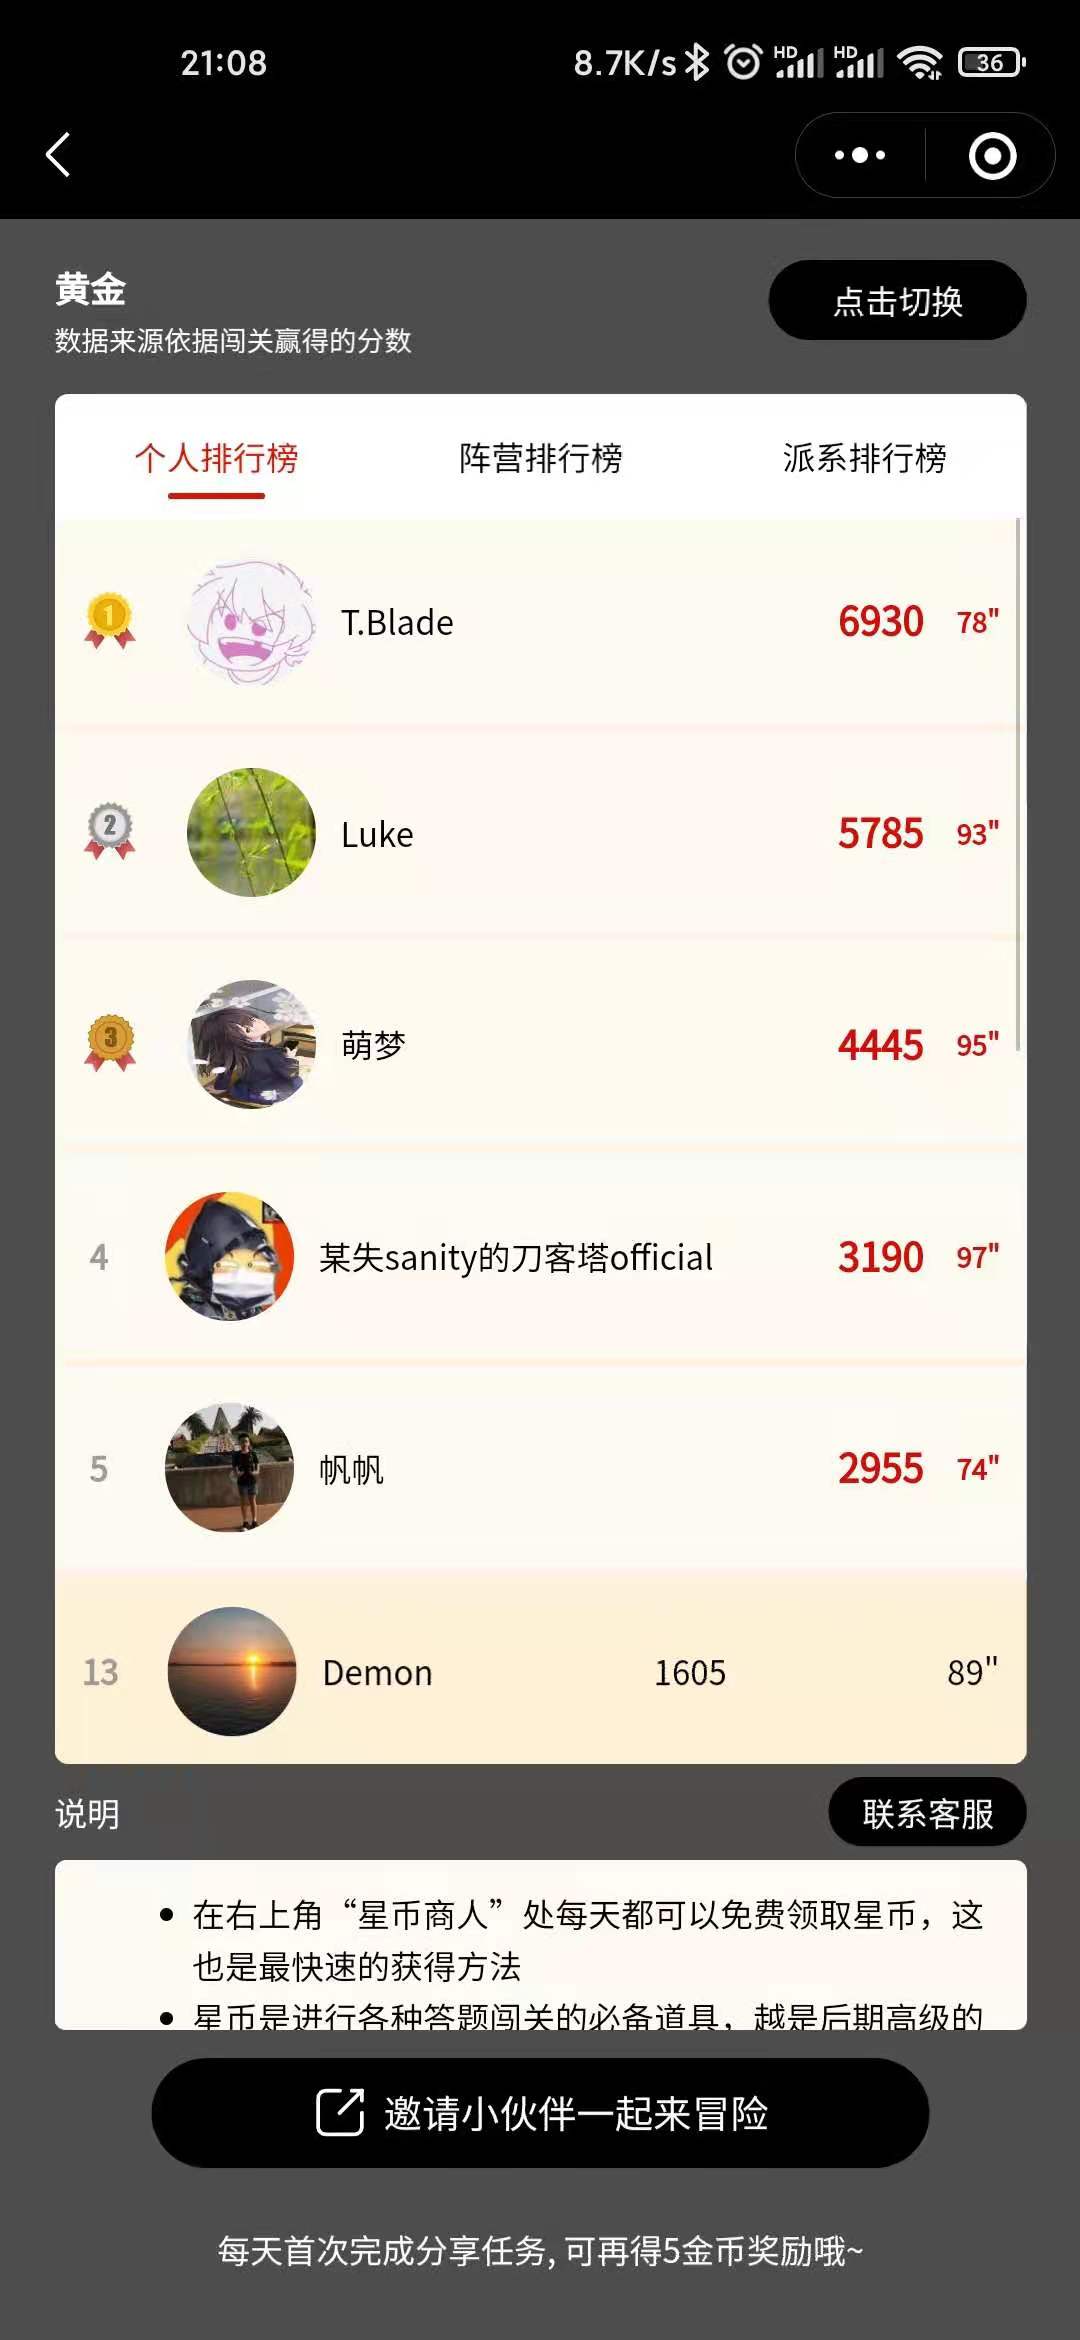 21:08
8.7K/s HD HD 36
黄金
点击切换
数据来源依据闯关赢得的分数
个人排行榜 阵营排行榜 派系排行榜
1 T.Blade 6930 78"
2 Luke 5785 93"
3 萌梦 4445 95"
4 某失sanity的刀客塔official 3190 97"
5 帆帆 2955 74"
13 Demon 1605 89"
说明
联系客服
在右上角“星币商人”处每天都可以免费领取星币，这
也是最快速的获得方法
星币是进行各种答题闯关的必备道具，越是后期高级的
邀请小伙伴一起来冒险
每天首次完成分享任务,可再得5金币奖励哦~